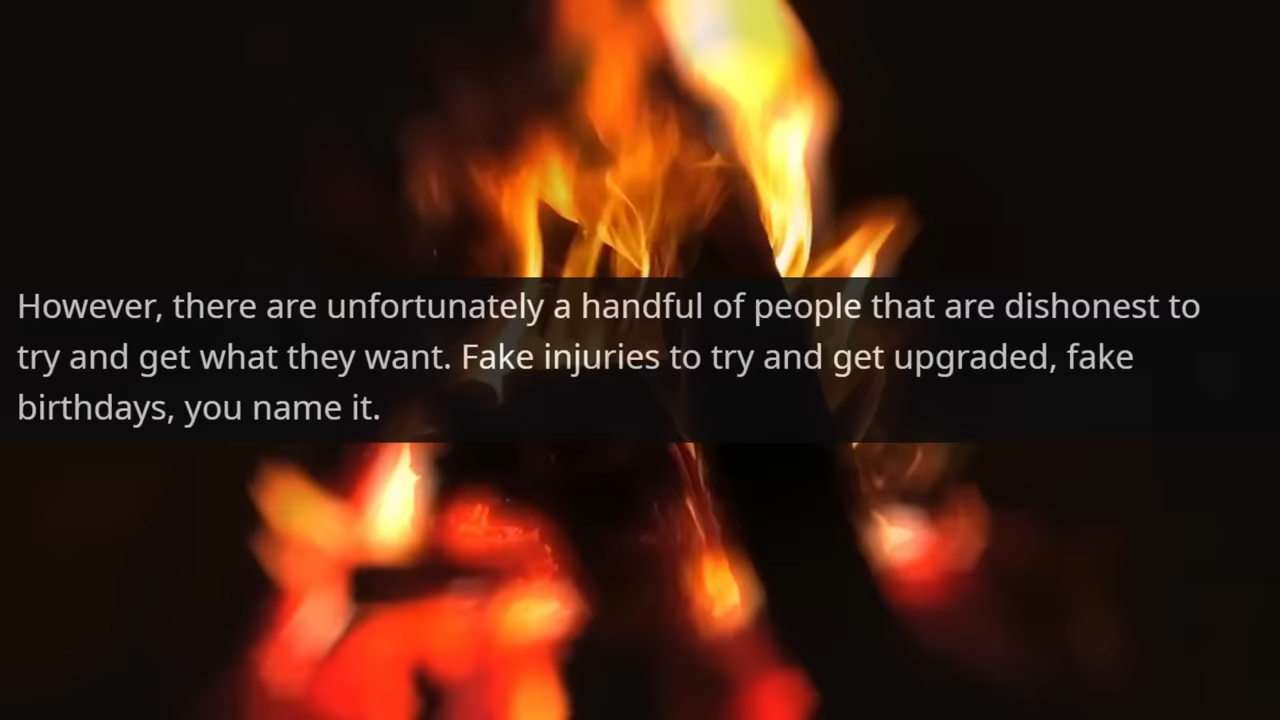 However, there are unfortunately a handful of people that are dishonest to
try and get what they want. Fake injuries to try and get upgraded, fake
birthdays, you name it.